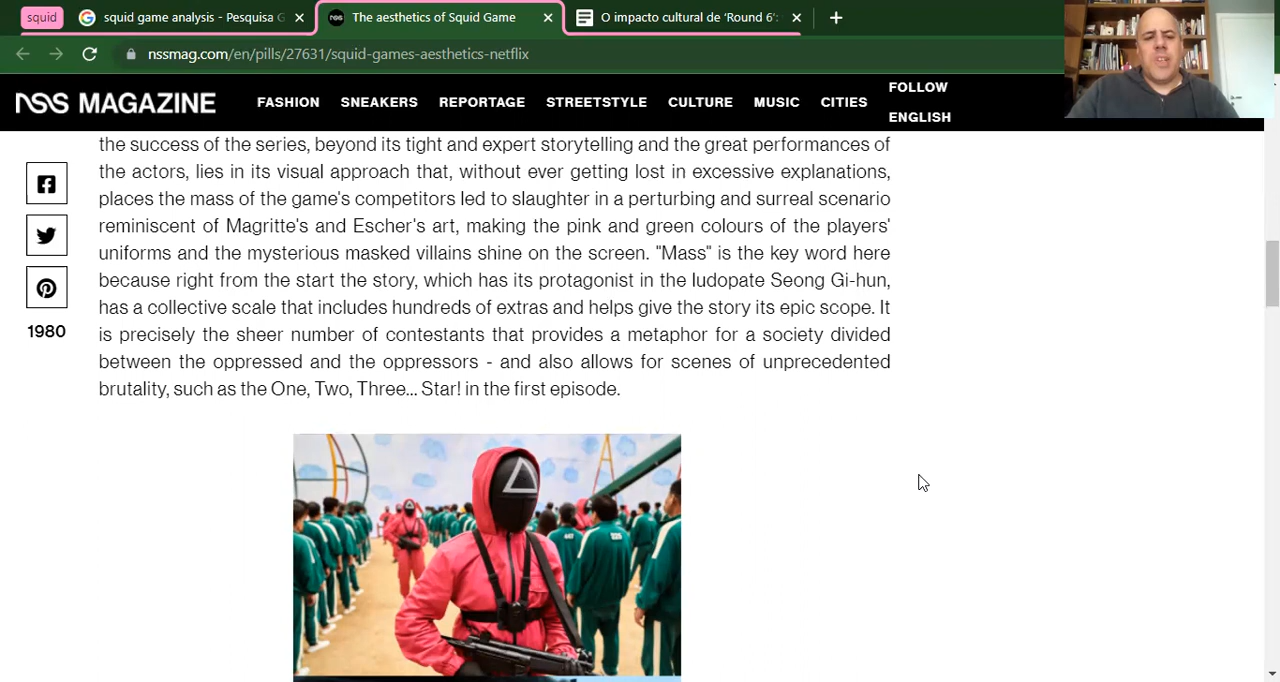 squid
squid game analysis - Pesquisa G
The aesthetics of Squid Game
O impacto cultural de ‘Round 6’:
nssmag.com/en/pills/27631/squid-games-aesthetics-netflix
nss MAGAZINE
FASHION SNEAKERS REPORTAGE STREETSTYLE CULTURE MUSIC CITIES
FOLLOW
ENGLISH
the success of the series, beyond its tight and expert storytelling and the great performances of
the actors, lies in its visual approach that, without ever getting lost in excessive explanations,
places the mass of the game's competitors led to slaughter in a perturbing and surreal scenario
reminiscent of Magritte's and Escher's art, making the pink and green colours of the players'
uniforms and the mysterious masked villains shine on the screen. "Mass" is the key word here
because right from the start the story, which has its protagonist in the ludopate Seong Gi-hun,
has a collective scale that includes hundreds of extras and helps give the story its epic scope. It
is precisely the sheer number of contestants that provides a metaphor for a society divided
between the oppressed and the oppressors - and also allows for scenes of unprecedented
brutality, such as the One, Two, Three... Star! in the first episode.
1980